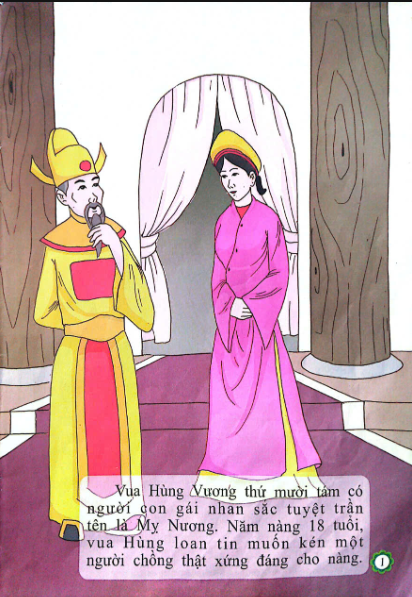 Vua Hùng Vương thứ mười tám có
người con gái nhan sắc tuyệt trần
tên là Mỵ Nương. Năm nàng 18 tuổi,
vua Hùng loan tin muốn kén một
người chồng thật xứng đáng cho nàng.
1